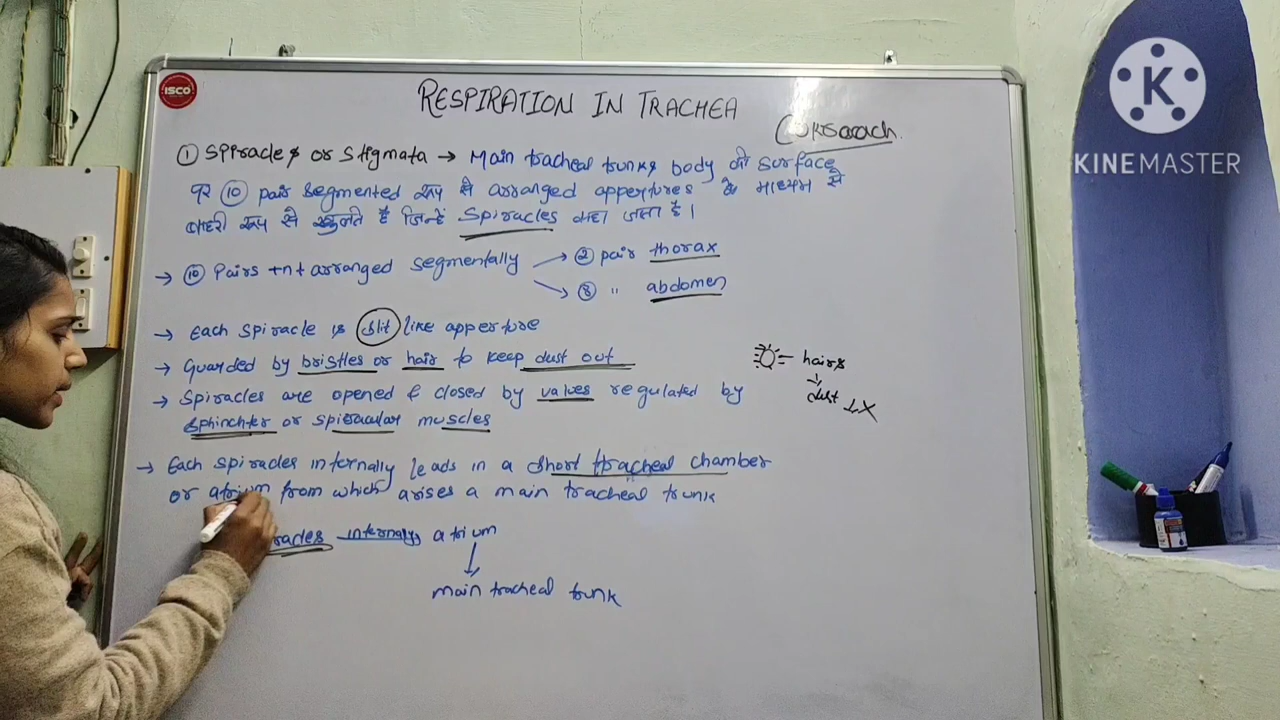 ISCO
RESPIRATION IN TRACHEA
K
KINEMASTER
① Spiracles or Stigmata → Main tracheal trunks body की surface
पर ⑩ pair segmented रूप से arranged appertures के माध्यम से
बाहरी रूप से खुलते है जिन्हें Spiracles कहा जाता है।
→ ⑩ Pairs arranged segmentally → ② pair thorax
→ ⑧ " abdomen
→ Each spiracle is slit like apperture
→ Guarded by bristles or hair to keep dust out
hairs
dust
→ Spiracles are opened & closed by values regulated by
Sphinchter or spiracular muscles
→ Each spiracles internally leads in a short tracheal chamber
or atrium from which arises a main tracheal trunk
racles internally atrium
main tracheal trunk